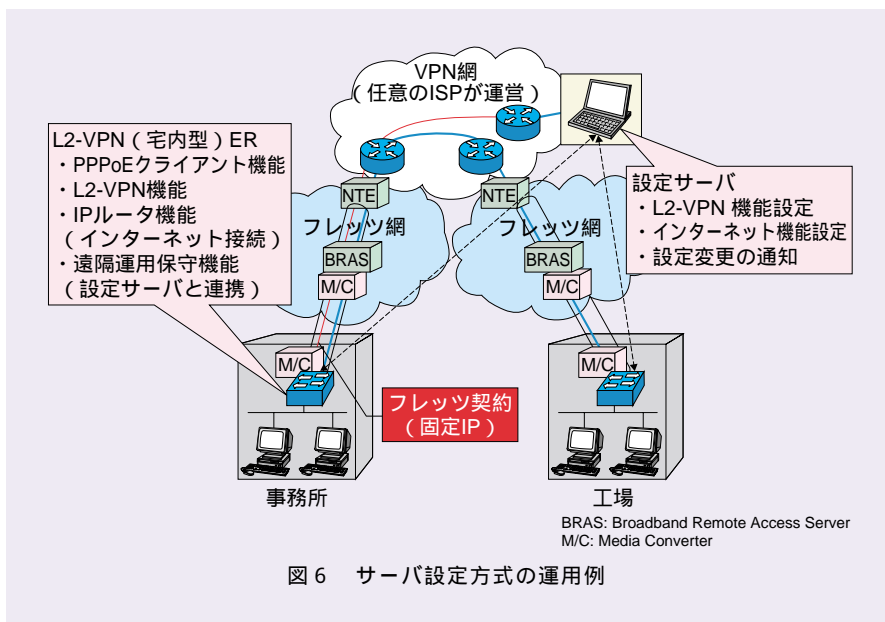 VPN網
(任意のISPが運営)
L2-VPN(宅内型)ER
・PPPoEクライアント機能
・L2-VPN機能
・IPルータ機能
(インターネット接続)
・遠隔運用保守機能
(設定サーバと連携)
設定サーバ
・L2-VPN 機能設定
・インターネット機能設定
・設定変更の通知
NTE
NTE
フレッツ網
フレッツ網
BRAS
BRAS
M/C
M/C
M/C
M/C
フレッツ契約
(固定IP)
事務所
工場
BRAS: Broadband Remote Access Server
M/C: Media Converter
図6 サーバ設定方式の運用例